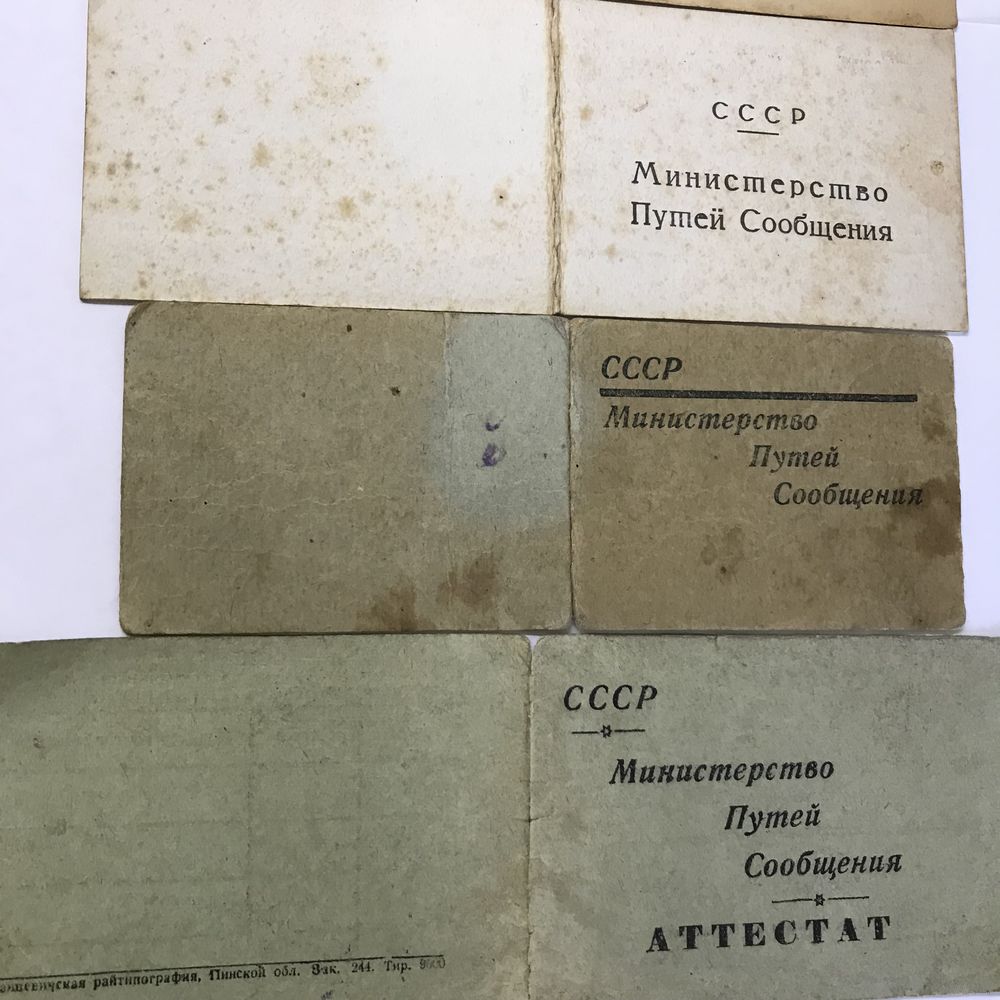 СССР
Министерство
Путей Сообщения
СССР
Министерство
Путей
Сообщения
СССР
Министерство
Путей
Сообщения
АТТЕСТАТ
райтипография, Пинской обл. Зак. 244. Тир.